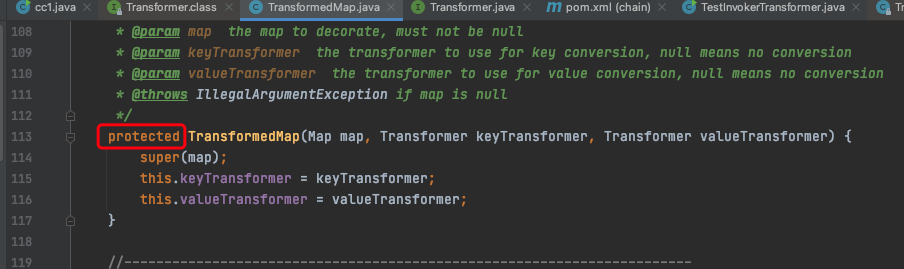 cc1.java Transformer.class TransformedMap.java Transformer.java pom.xml (chain) TestInvokerTransformer.java
108 * @param map the map to decorate, must not be null
109 * @param keyTransformer the transformer to use for key conversion, null means no conversion
110 * @param valueTransformer the transformer to use for value conversion, null means no conversion
111 * @throws IllegalArgumentException if map is null
112 */
113 protected TransformedMap(Map map, Transformer keyTransformer, Transformer valueTransformer) {
114 super(map);
115 this.keyTransformer = keyTransformer;
116 this.valueTransformer = valueTransformer;
117 }
118
119 //-----------------------------------------------------------------------